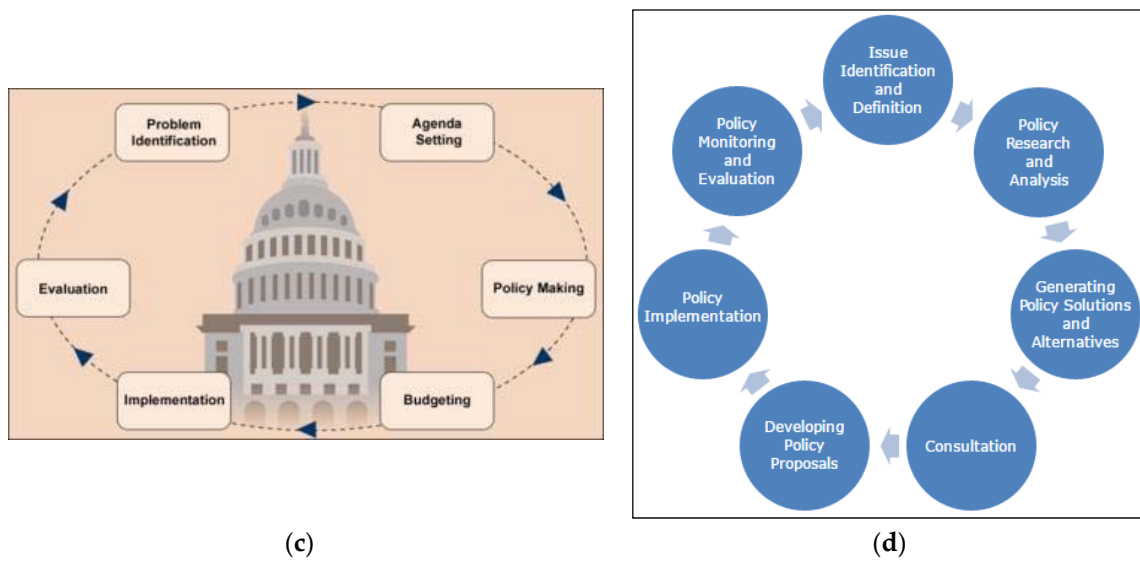 Problem
Identification
Agenda
Setting
Policy Making
Budgeting
Implementation
Evaluation
(c)
Issue
Identification
and
Definition
Policy
Research
and
Analysis
Generating
Policy Solutions
and
Alternatives
Consultation
Developing
Policy
Proposals
Policy
Implementation
Policy
Monitoring
and
Evaluation
(d)